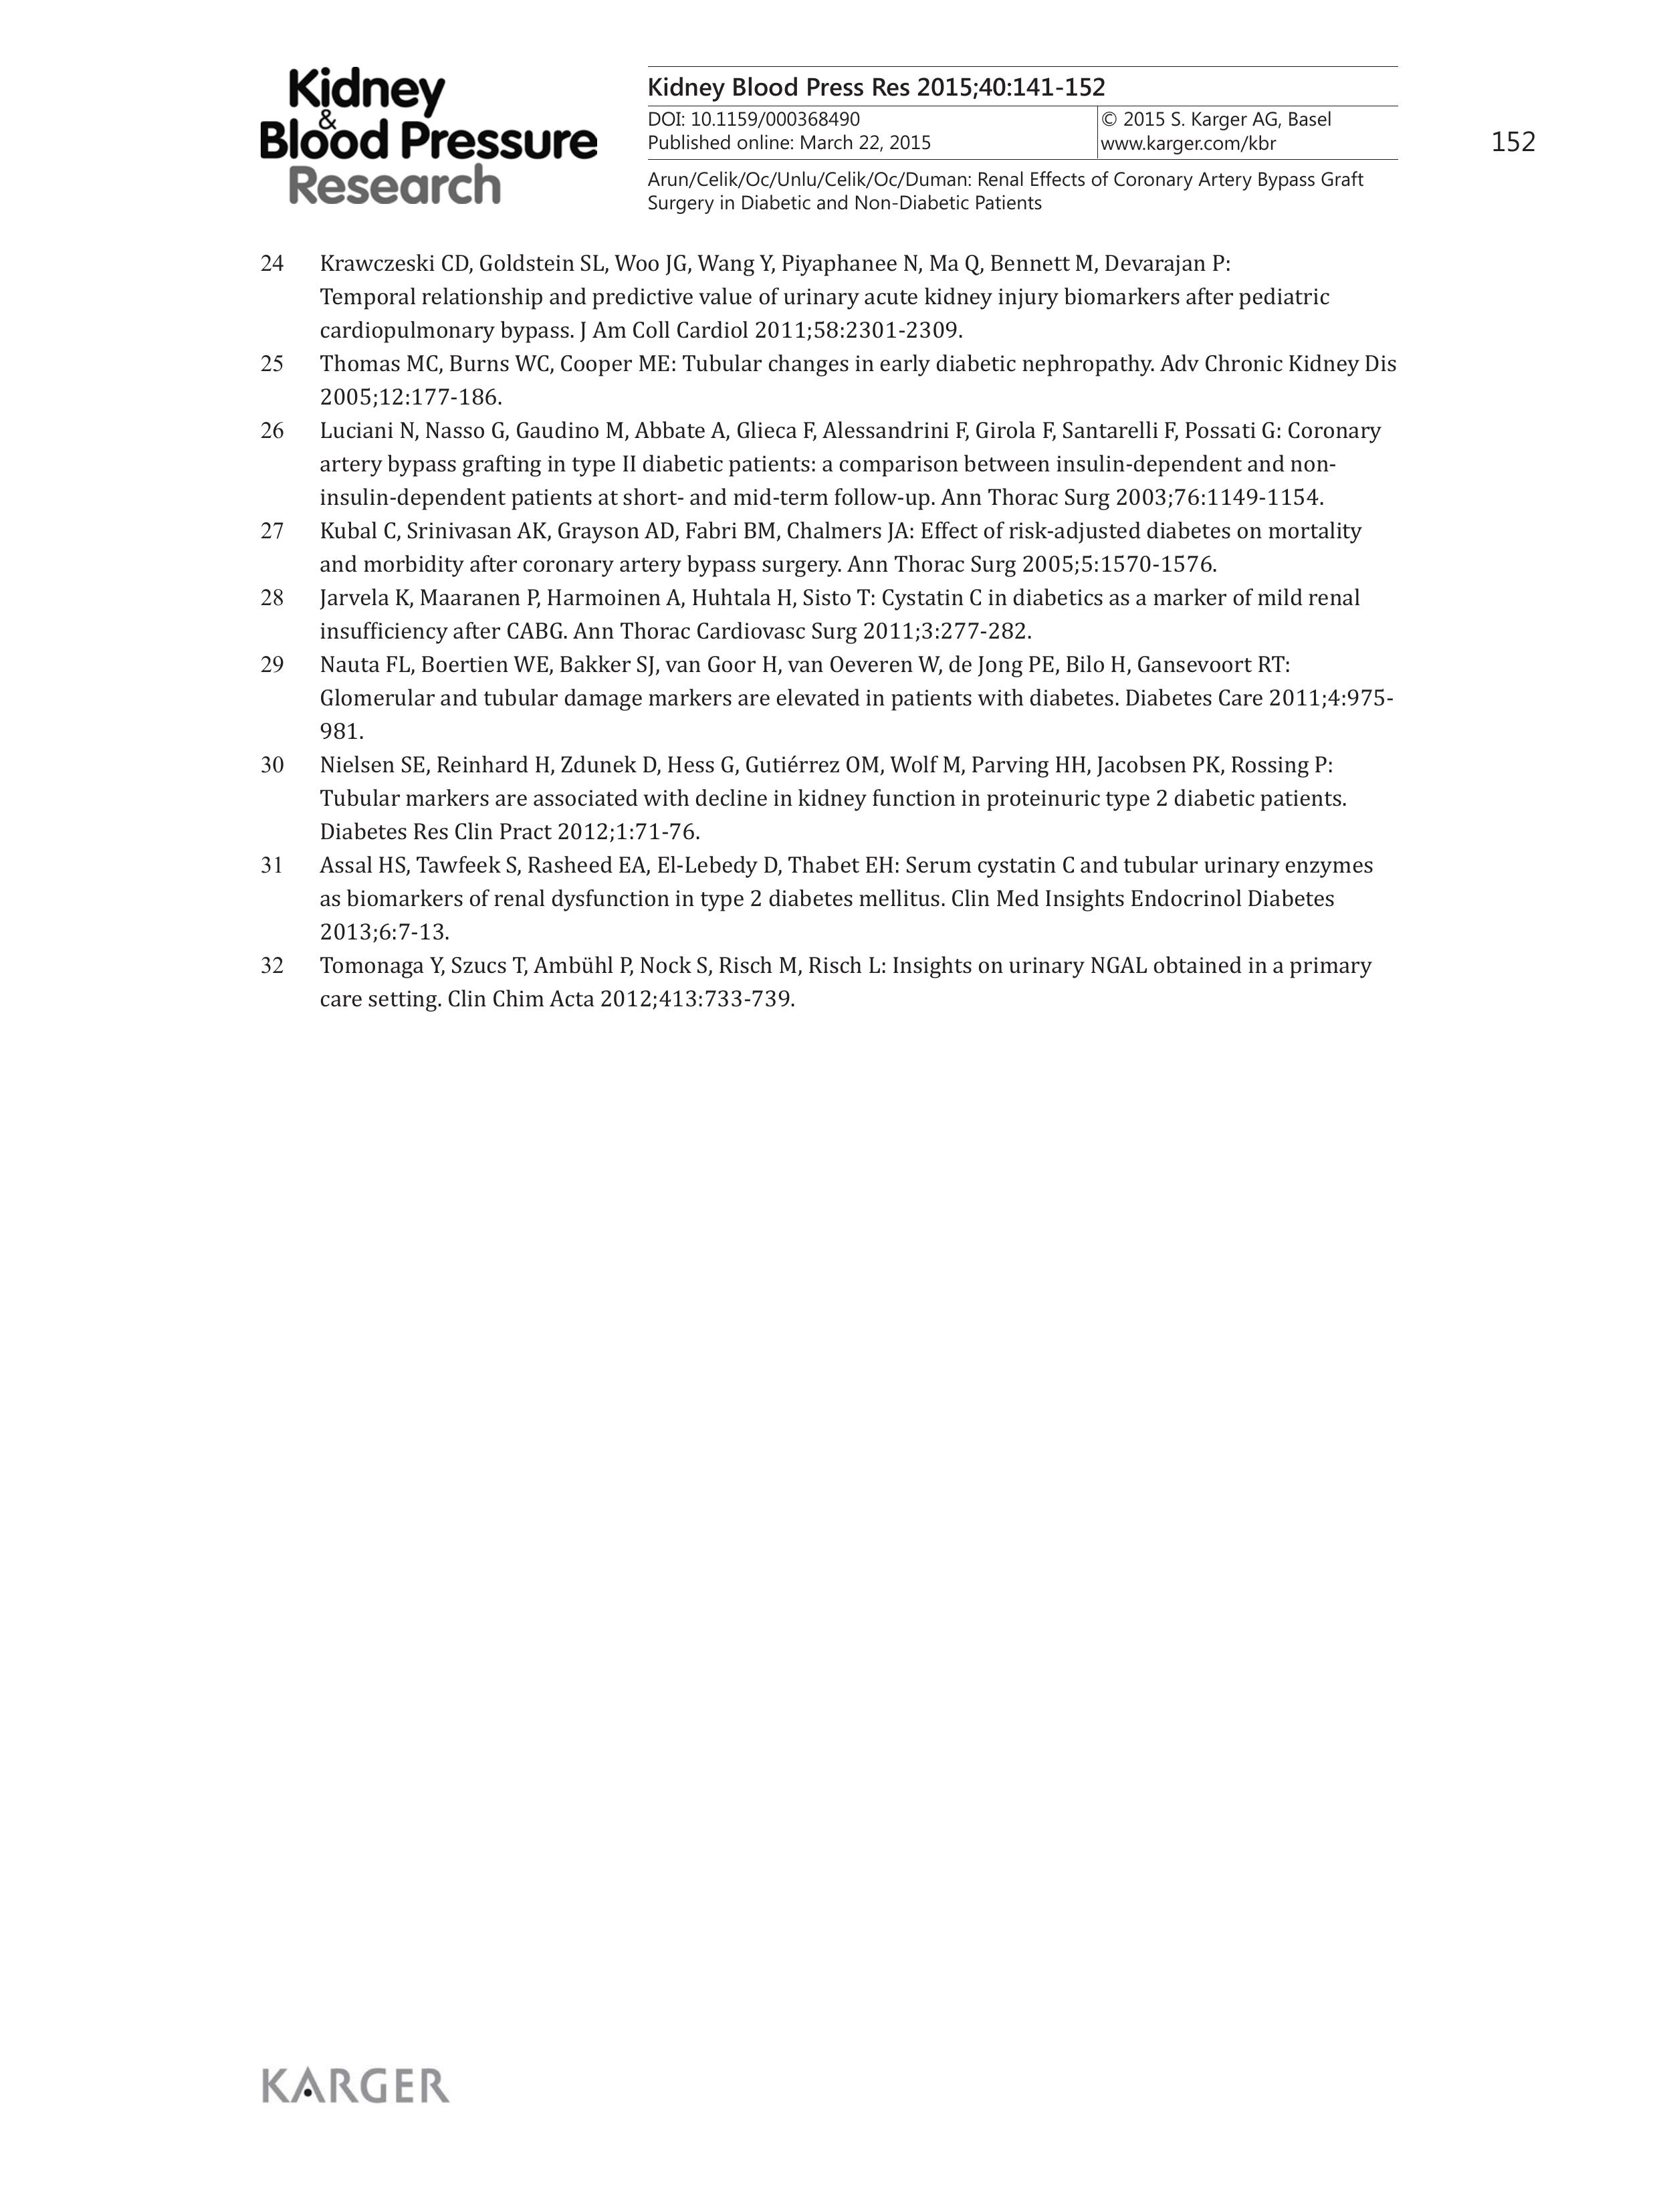 Kidney
&
Blood Pressure
Research
Kidney Blood Press Res 2015;40:141-152
DOI: 10.1159/000368490
Published online: March 22, 2015
© 2015 S. Karger AG, Basel
www.karger.com/kbr
152
Arun/Celik/Oc/Unlu/Celik/Oc/Duman: Renal Effects of Coronary Artery Bypass Graft
Surgery in Diabetic and Non-Diabetic Patients
24 Krawczeski CD, Goldstein SL, Woo JG, Wang Y, Piyaphanee N, Ma Q, Bennett M, Devarajan P:
Temporal relationship and predictive value of urinary acute kidney injury biomarkers after pediatric
cardiopulmonary bypass. J Am Coll Cardiol 2011;58:2301-2309.
25 Thomas MC, Burns WC, Cooper ME: Tubular changes in early diabetic nephropathy. Adv Chronic Kidney Dis
2005;12:177-186.
26 Luciani N, Nasso G, Gaudino M, Abbate A, Glieca F, Alessandrini F, Girola F, Santarelli F, Possati G: Coronary
artery bypass grafting in type II diabetic patients: a comparison between insulin-dependent and non-
insulin-dependent patients at short- and mid-term follow-up. Ann Thorac Surg 2003;76:1149-1154.
27 Kubal C, Srinivasan AK, Grayson AD, Fabri BM, Chalmers JA: Effect of risk-adjusted diabetes on mortality
and morbidity after coronary artery bypass surgery. Ann Thorac Surg 2005;5:1570-1576.
28 Jarvela K, Maaranen P, Harmoinen A, Huhtala H, Sisto T: Cystatin C in diabetics as a marker of mild renal
insufficiency after CABG. Ann Thorac Cardiovasc Surg 2011;3:277-282.
29 Nauta FL, Boertien WE, Bakker SJ, van Goor H, van Oeveren W, de Jong PE, Bilo H, Gansevoort RT:
Glomerular and tubular damage markers are elevated in patients with diabetes. Diabetes Care 2011;4:975-
981.
30 Nielsen SE, Reinhard H, Zdunek D, Hess G, Gutiérrez OM, Wolf M, Parving HH, Jacobsen PK, Rossing P:
Tubular markers are associated with decline in kidney function in proteinuric type 2 diabetic patients.
Diabetes Res Clin Pract 2012;1:71-76.
31 Assal HS, Tawfeek S, Rasheed EA, El-Lebedy D, Thabet EH: Serum cystatin C and tubular urinary enzymes
as biomarkers of renal dysfunction in type 2 diabetes mellitus. Clin Med Insights Endocrinol Diabetes
2013;6:7-13.
32 Tomonaga Y, Szucs T, Ambühl P, Nock S, Risch M, Risch L: Insights on urinary NGAL obtained in a primary
care setting. Clin Chim Acta 2012;413:733-739.
KARGER